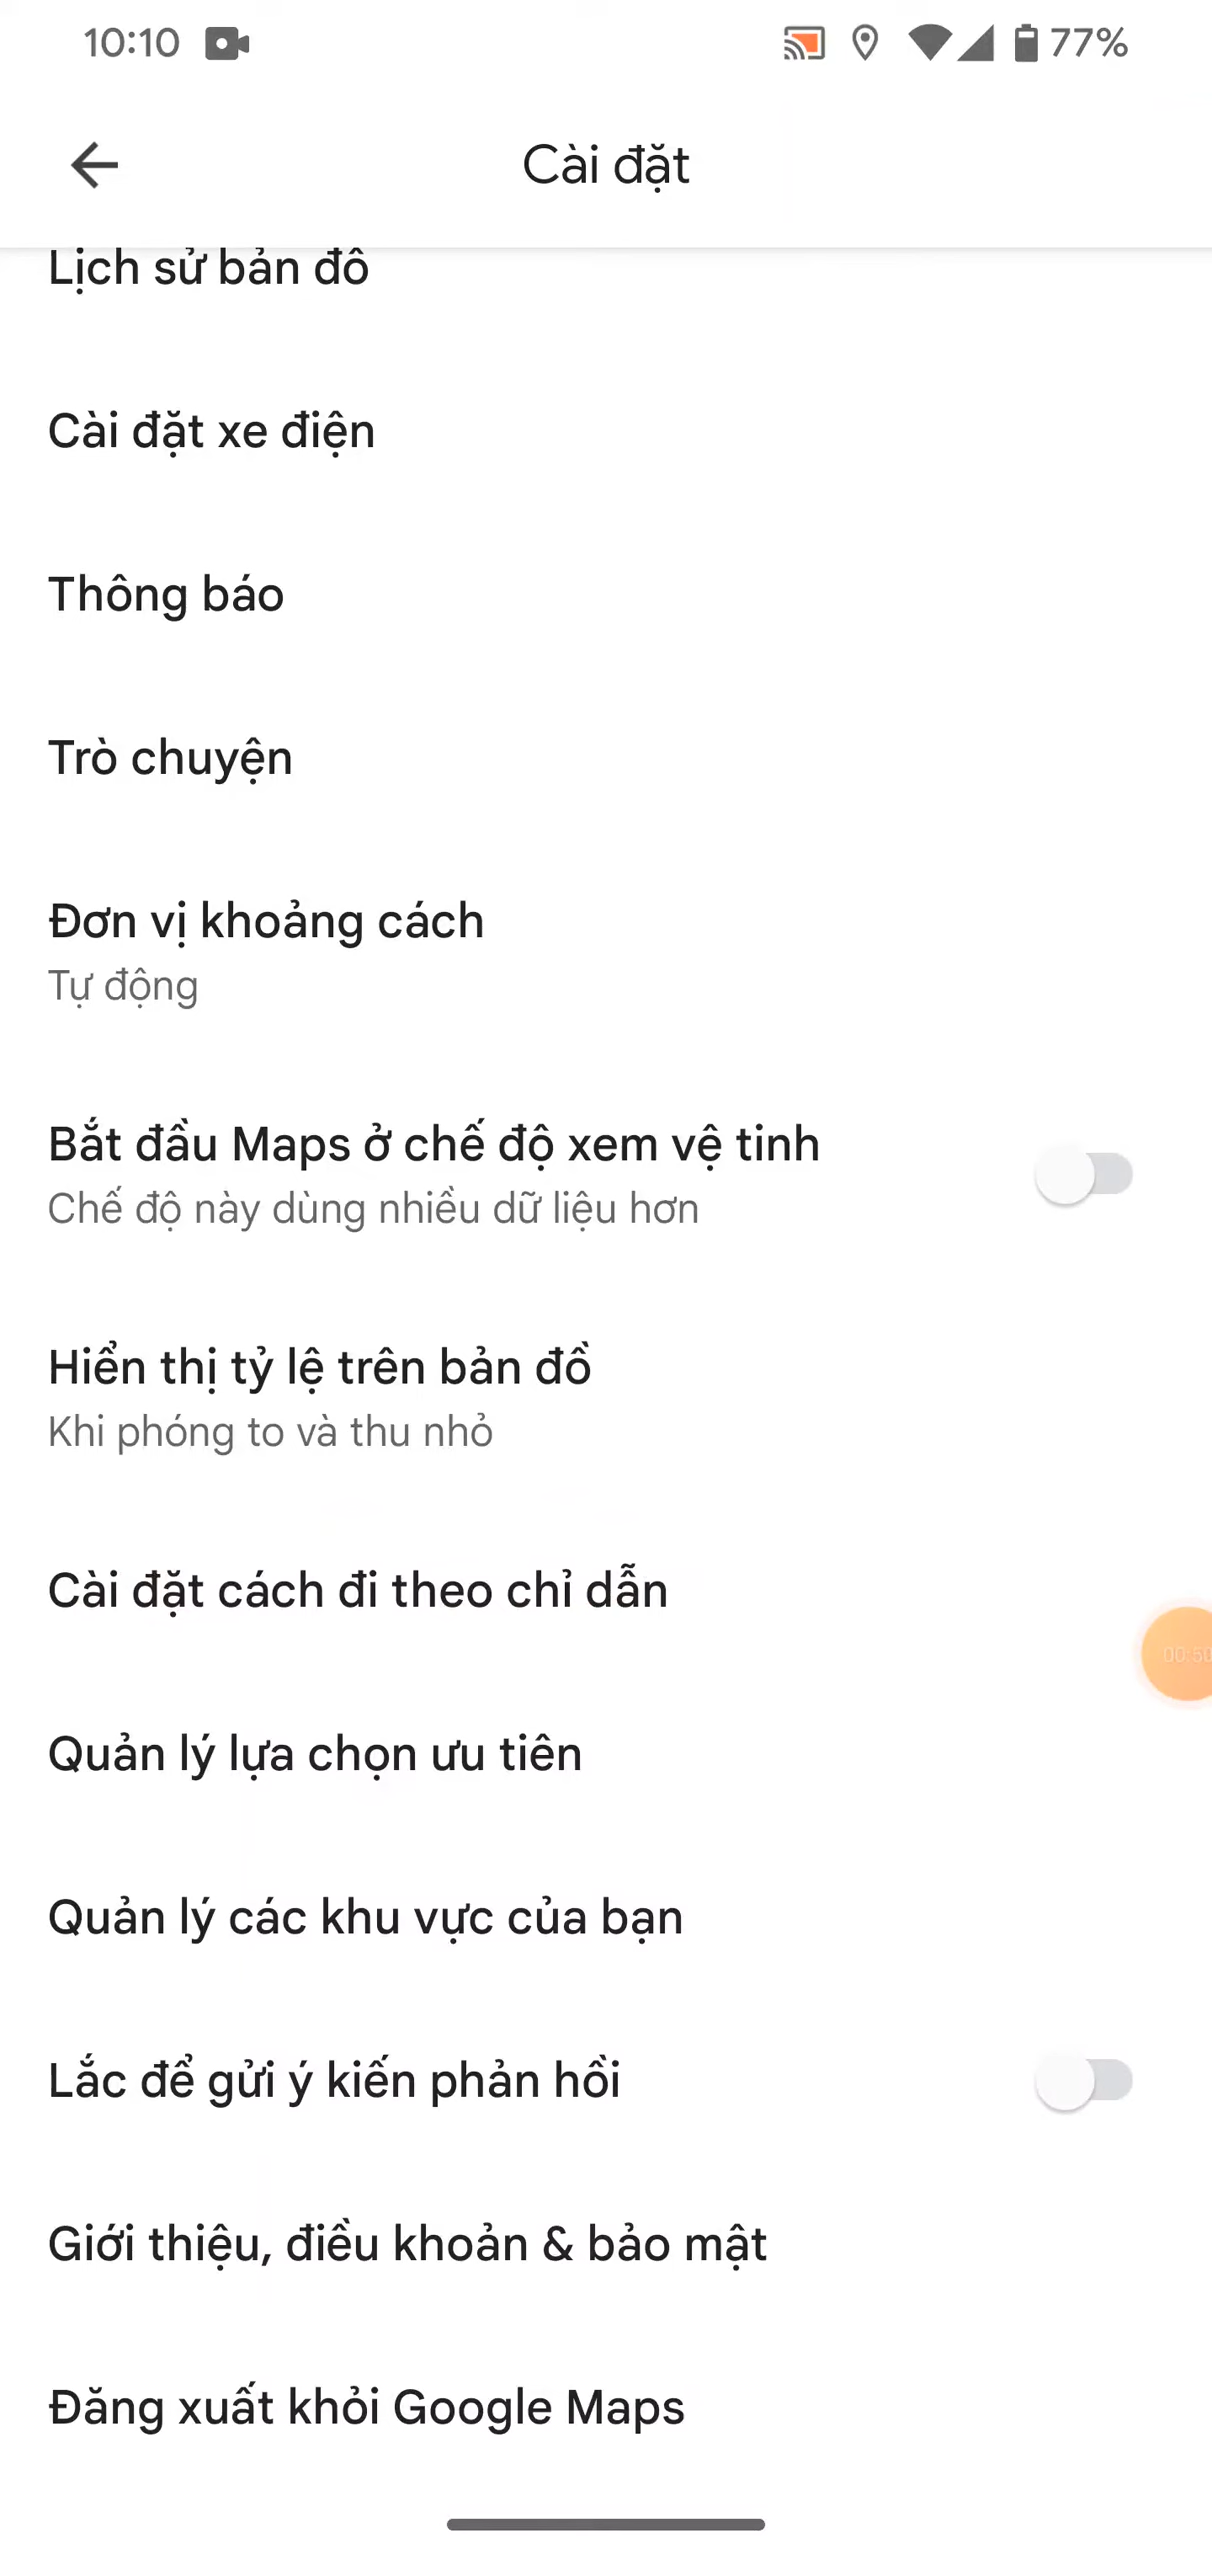 10:10
77%
Cài đặt
Lịch sử bản đồ
Cài đặt xe điện
Thông báo
Trò chuyện
Đơn vị khoảng cách
Tự động
Bắt đầu Maps ở chế độ xem vệ tinh
Chế độ này dùng nhiều dữ liệu hơn
Hiển thị tỷ lệ trên bản đồ
Khi phóng to và thu nhỏ
Cài đặt cách đi theo chỉ dẫn
00:50
Quản lý lựa chọn ưu tiên
Quản lý các khu vực của bạn
Lắc để gửi ý kiến phản hồi
Giới thiệu, điều khoản & bảo mật
Đăng xuất khỏi Google Maps